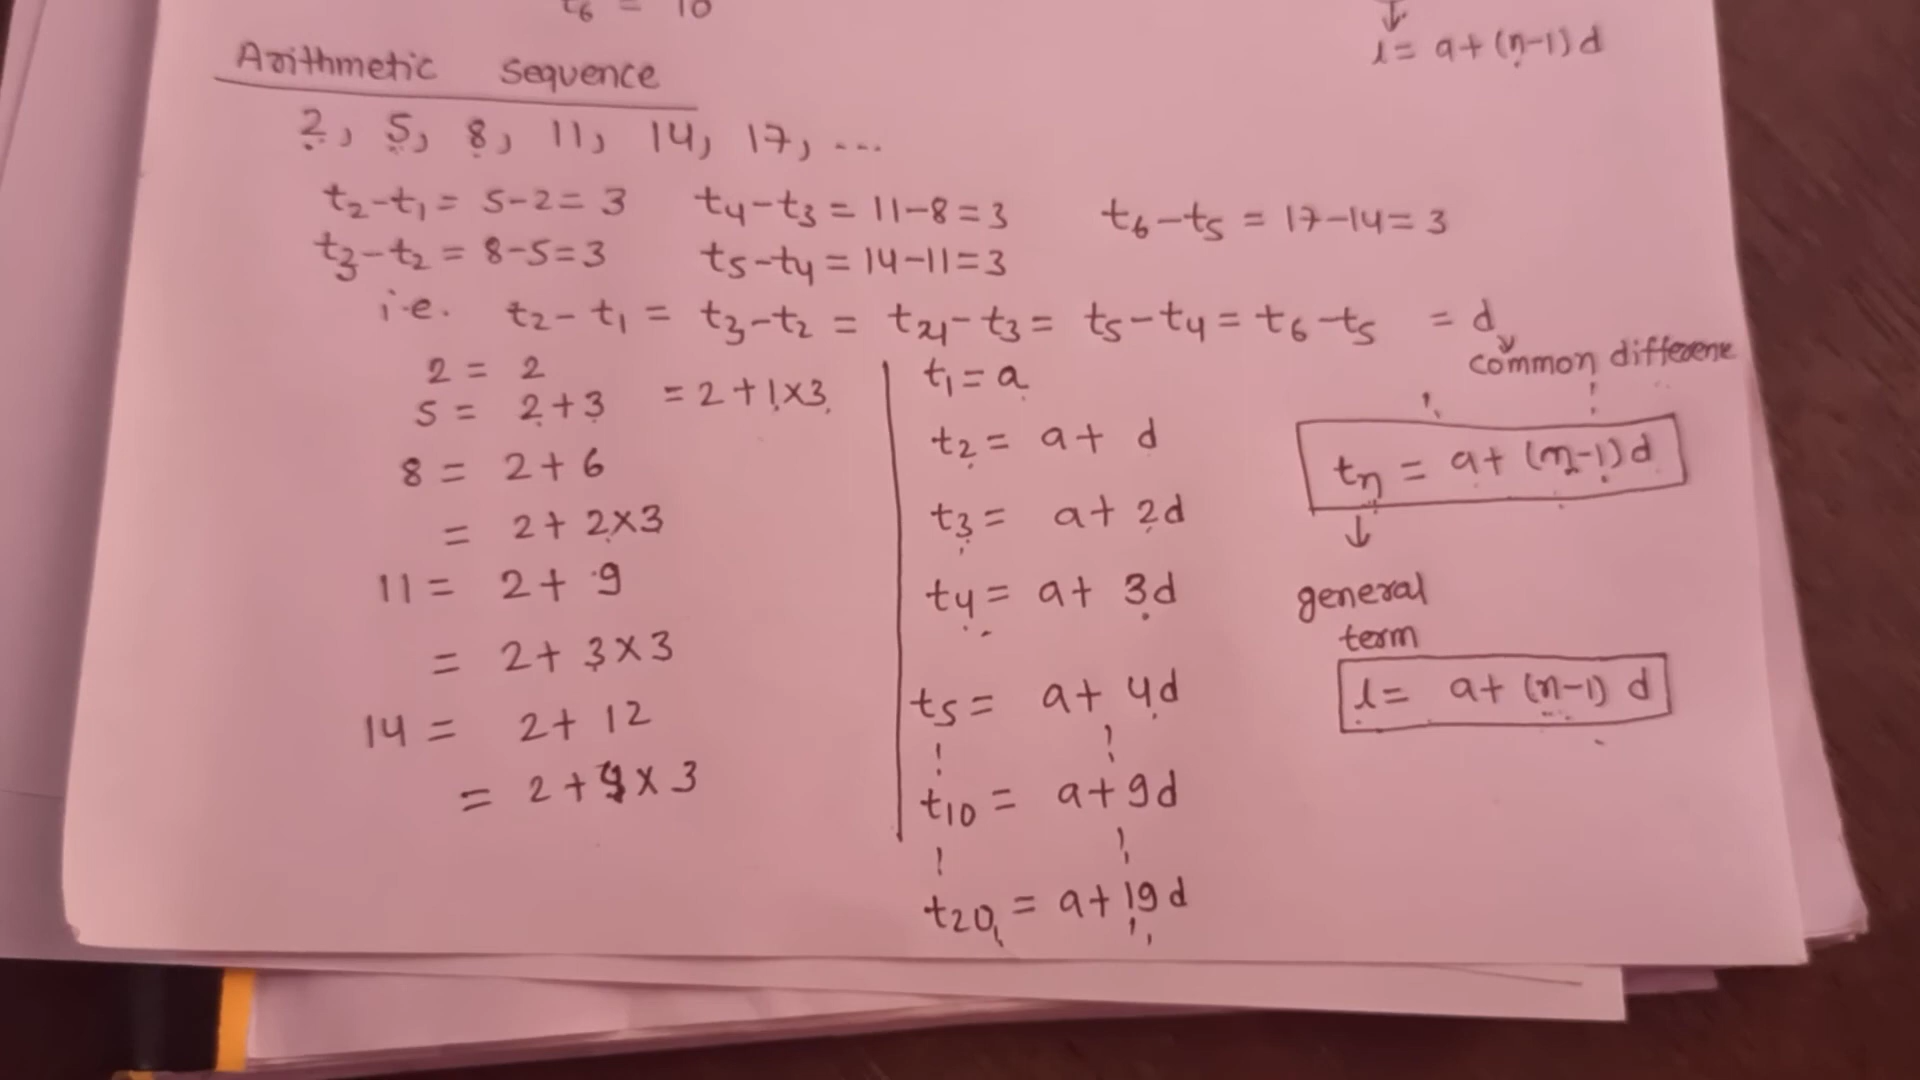 t6 = 10
l = a+(n-1)d
Arithmetic sequence
2, 5, 8, 11, 14, 17, ...
t2-t1 = 5-2=3 t4-t3 = 11-8=3 t6-t5 = 17-14=3
t3-t2 = 8-5=3 t5-t4 = 14-11=3
i.e. t2-t1 = t3-t2 = t4-t3 = t5-t4 = t6-t5 = d
common differene
2 = 2
5 = 2+3 = 2+1×3
8 = 2+6
= 2+2×3
11 = 2+9
= 2+3×3
14 = 2+12
= 2+4×3
t1 = a
t2 = a+d
t3 = a+2d
t4 = a+3d
t5 = a+4d
t10 = a+9d
t20 = a+19d
tn = a+(n-1)d
↓
general
term
l = a+(n-1)d